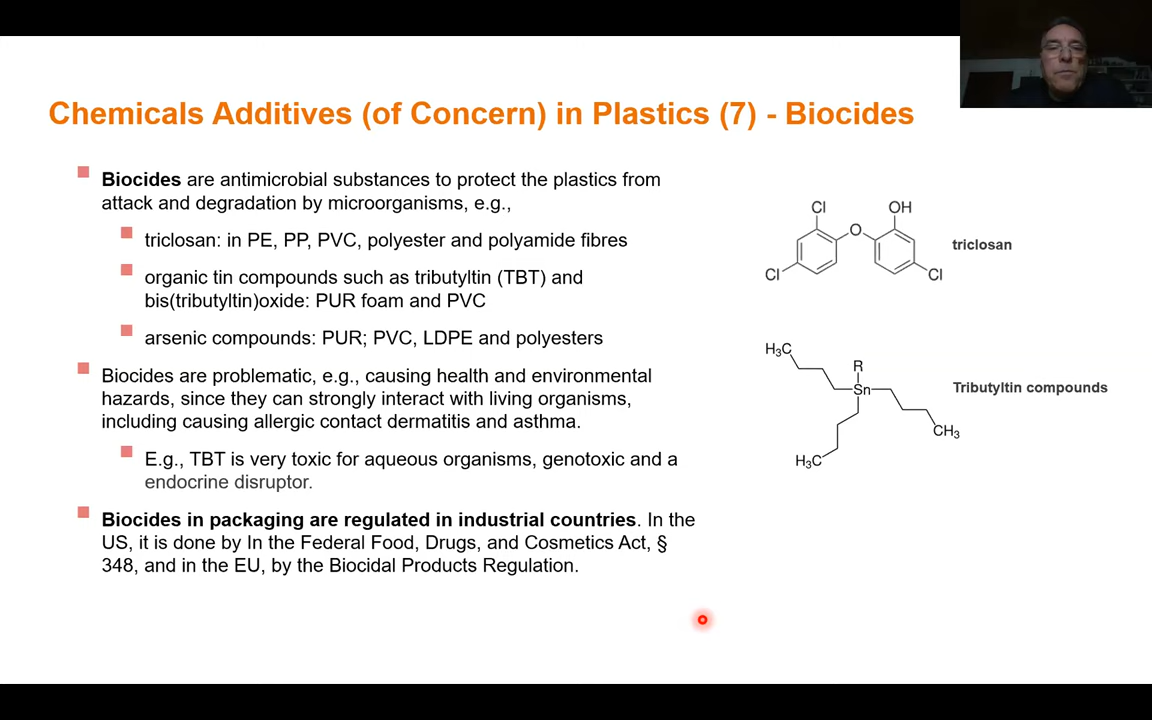 Chemicals Additives (of Concern) in Plastics (7) - Biocides
Biocides are antimicrobial substances to protect the plastics from
attack and degradation by microorganisms, e.g.,
triclosan: in PE, PP, PVC, polyester and polyamide fibres
organic tin compounds such as tributyltin (TBT) and
bis(tributyltin)oxide: PUR foam and PVC
arsenic compounds: PUR; PVC, LDPE and polyesters
Biocides are problematic, e.g., causing health and environmental
hazards, since they can strongly interact with living organisms,
including causing allergic contact dermatitis and asthma.
E.g., TBT is very toxic for aqueous organisms, genotoxic and a
endocrine disruptor.
Biocides in packaging are regulated in industrial countries. In the
US, it is done by In the Federal Food, Drugs, and Cosmetics Act, §
348, and in the EU, by the Biocidal Products Regulation.
Cl OH
O
triclosan
Cl Cl
H₃C
R
Sn
Tributyltin compounds
CH₃
H₃C